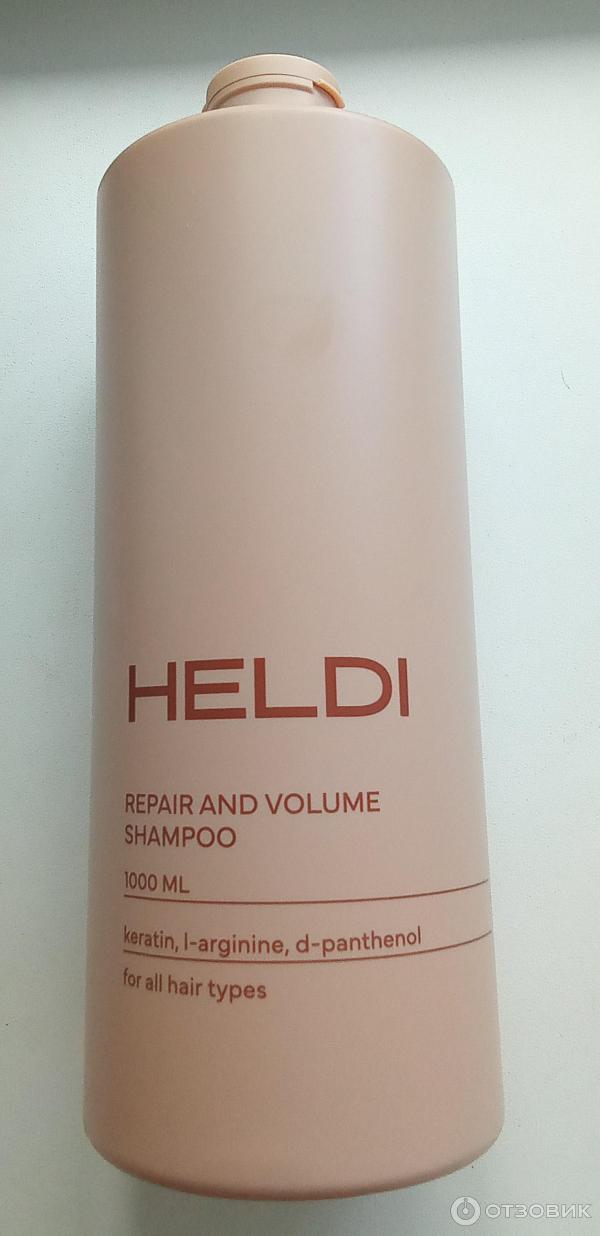 HELDI
REPAIR AND VOLUME
SHAMPOO
1000 ML
keratin, l-arginine, d-panthenol
for all hair types
ОТЗОВИК